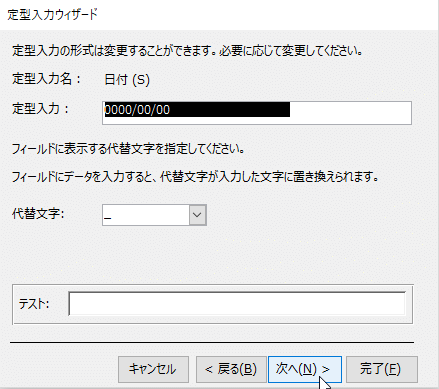 定型入力ウィザード
定型入力の形式は変更することができます。必要に応じて変更してください。
定型入力名： 日付 (S)
定型入力： 0000/00/00
フィールドに表示する代替文字を指定してください。
フィールドにデータを入力すると、代替文字が入力した文字に置き換えられます。
代替文字： _
テスト：
キャンセル < 戻る(B) 次へ(N) > 完了(F)